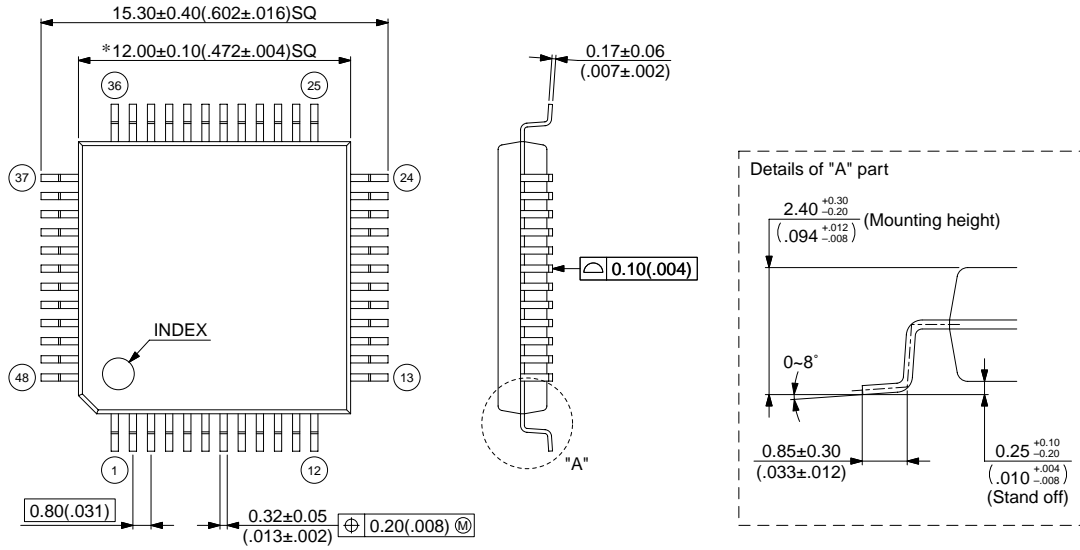 15.30±0.40(.602±.016)SQ
*12.00±0.10(.472±.004)SQ
0.17±0.06
(.007±.002)
36
25
37
24
Details of "A" part
2.40 +0.30 −0.20
(.094 +.012 −.008)
(Mounting height)
0.10(.004)
INDEX
0~8°
48
13
1
12
"A"
0.85±0.30
(.033±.012)
0.25 +0.10 −0.20
(.010 +.004 −.008)
(Stand off)
0.80(.031)
0.32±0.05
(.013±.002)
⌖ 0.20(.008) Ⓜ